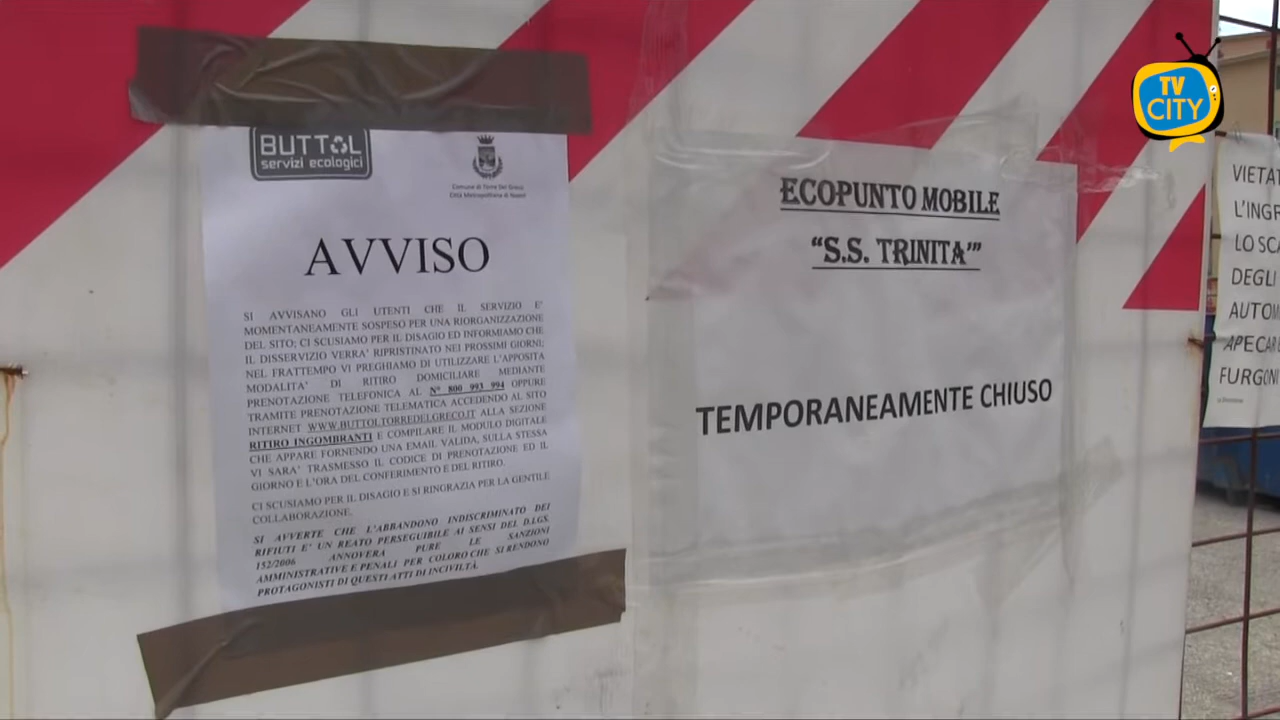 BUTTOL
servizi ecologici
Comune di Torre Del Greco
Città Metropolitana di Napoli
AVVISO
SI AVVISANO GLI UTENTI CHE IL SERVIZIO E'
MOMENTANEAMENTE SOSPESO PER UNA RIORGANIZZAZIONE
DEL SITO; CI SCUSIAMO PER IL DISAGIO ED INFORMIAMO CHE
IL DISSERVIZIO VERRA' RIPRISTINATO NEI PROSSIMI GIORNI;
NEL FRATTEMPO VI PREGHIAMO DI UTILIZZARE L'APPOSITA
MODALITA' DI RITIRO DOMICILIARE MEDIANTE
PRENOTAZIONE TELEFONICA AL N° 800 993 994 OPPURE
TRAMITE PRENOTAZIONE TELEMATICA ACCEDENDO AL SITO
INTERNET WWW.BUTTOLTORREDELGRECO.IT ALLA SEZIONE
RITIRO INGOMBRANTI E COMPILARE IL MODULO DIGITALE
CHE APPARE FORNENDO UNA EMAIL VALIDA, SULLA STESSA
VI SARA' TRASMESSO IL CODICE DI PRENOTAZIONE ED IL
GIORNO E L'ORA DEL CONFERIMENTO E DEL RITIRO.
CI SCUSIAMO PER IL DISAGIO E SI RINGRAZIA PER LA GENTILE
COLLABORAZIONE.
SI AVVERTE CHE L'ABBANDONO INDISCRIMINATO DEI
RIFIUTI E' UN REATO PERSEGUIBILE AI SENSI DEL D.LGS.
152/2006 ANNOVERA PURE LE SANZIONI
AMMINISTRATIVE E PENALI PER COLORO CHE SI RENDONO
PROTAGONISTI DI QUESTI ATTI DI INCIVILTÀ.
ECOPUNTO MOBILE
“S.S. TRINITA’”
TEMPORANEAMENTE CHIUSO
TV
CITY
VIETAT
L'INGR
LO SCA
DEGLI
AUTOM
APECAR
FURGONI